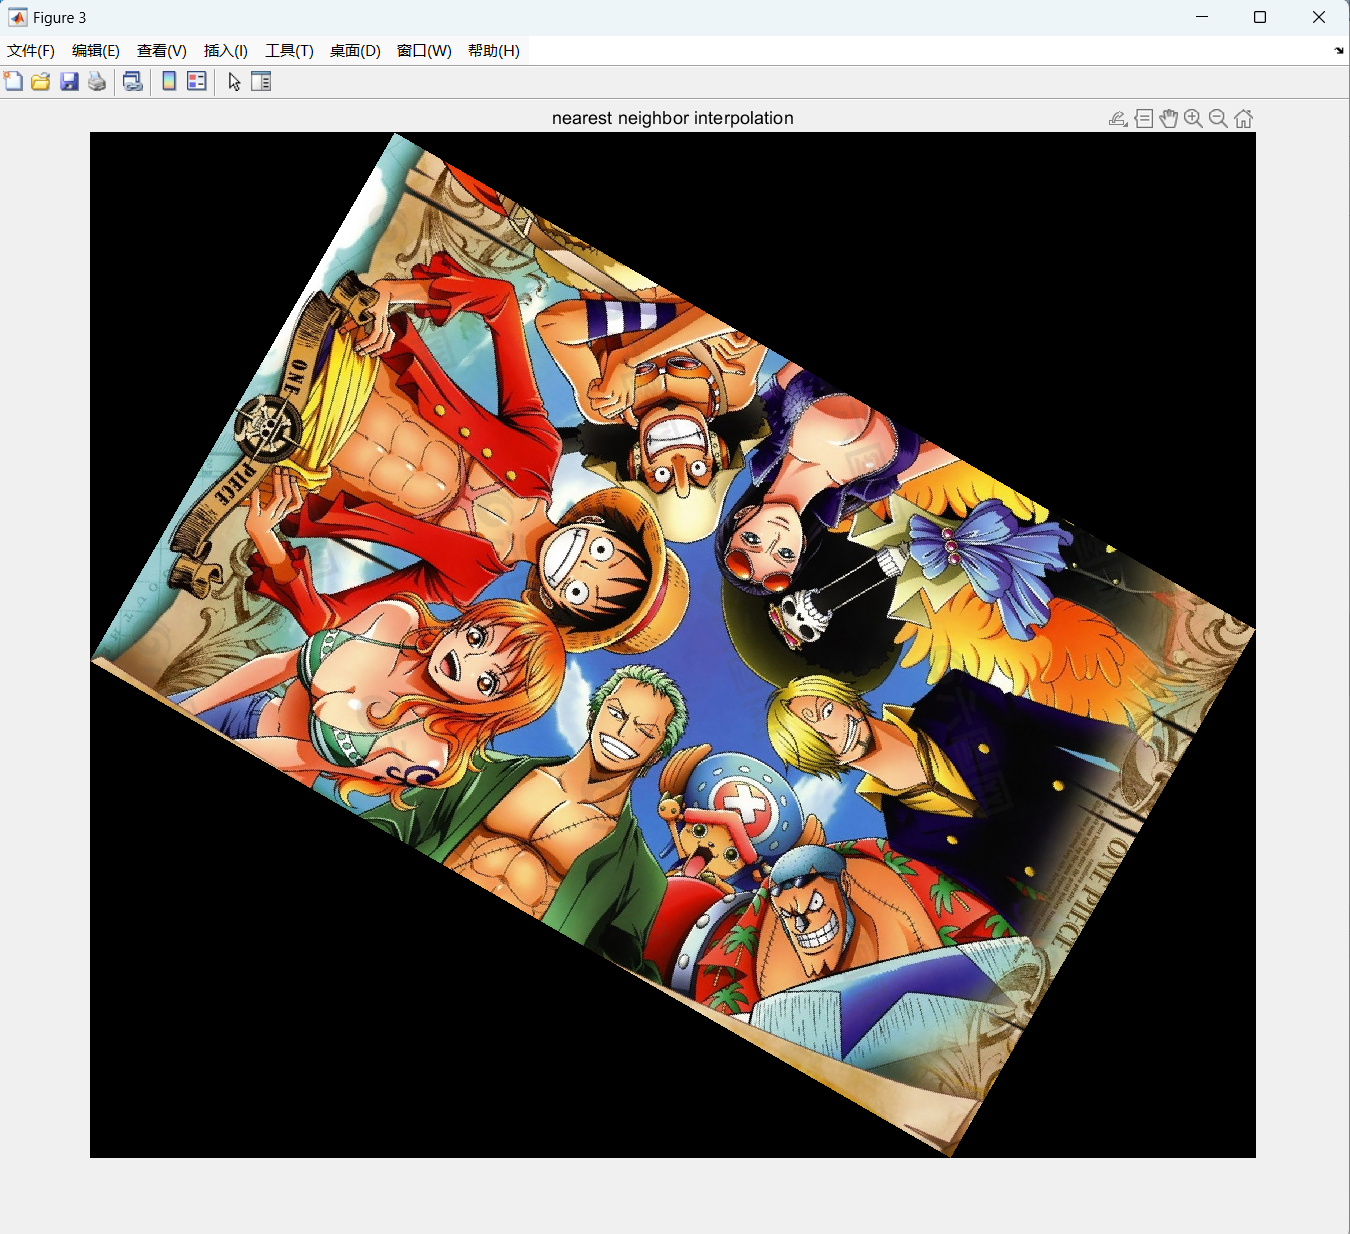 Figure 3
文件(F) 编辑(E) 查看(V) 插入(I) 工具(T) 桌面(D) 窗口(W) 帮助(H)
nearest neighbor interpolation
ONE
PIECE
ONE PIECE